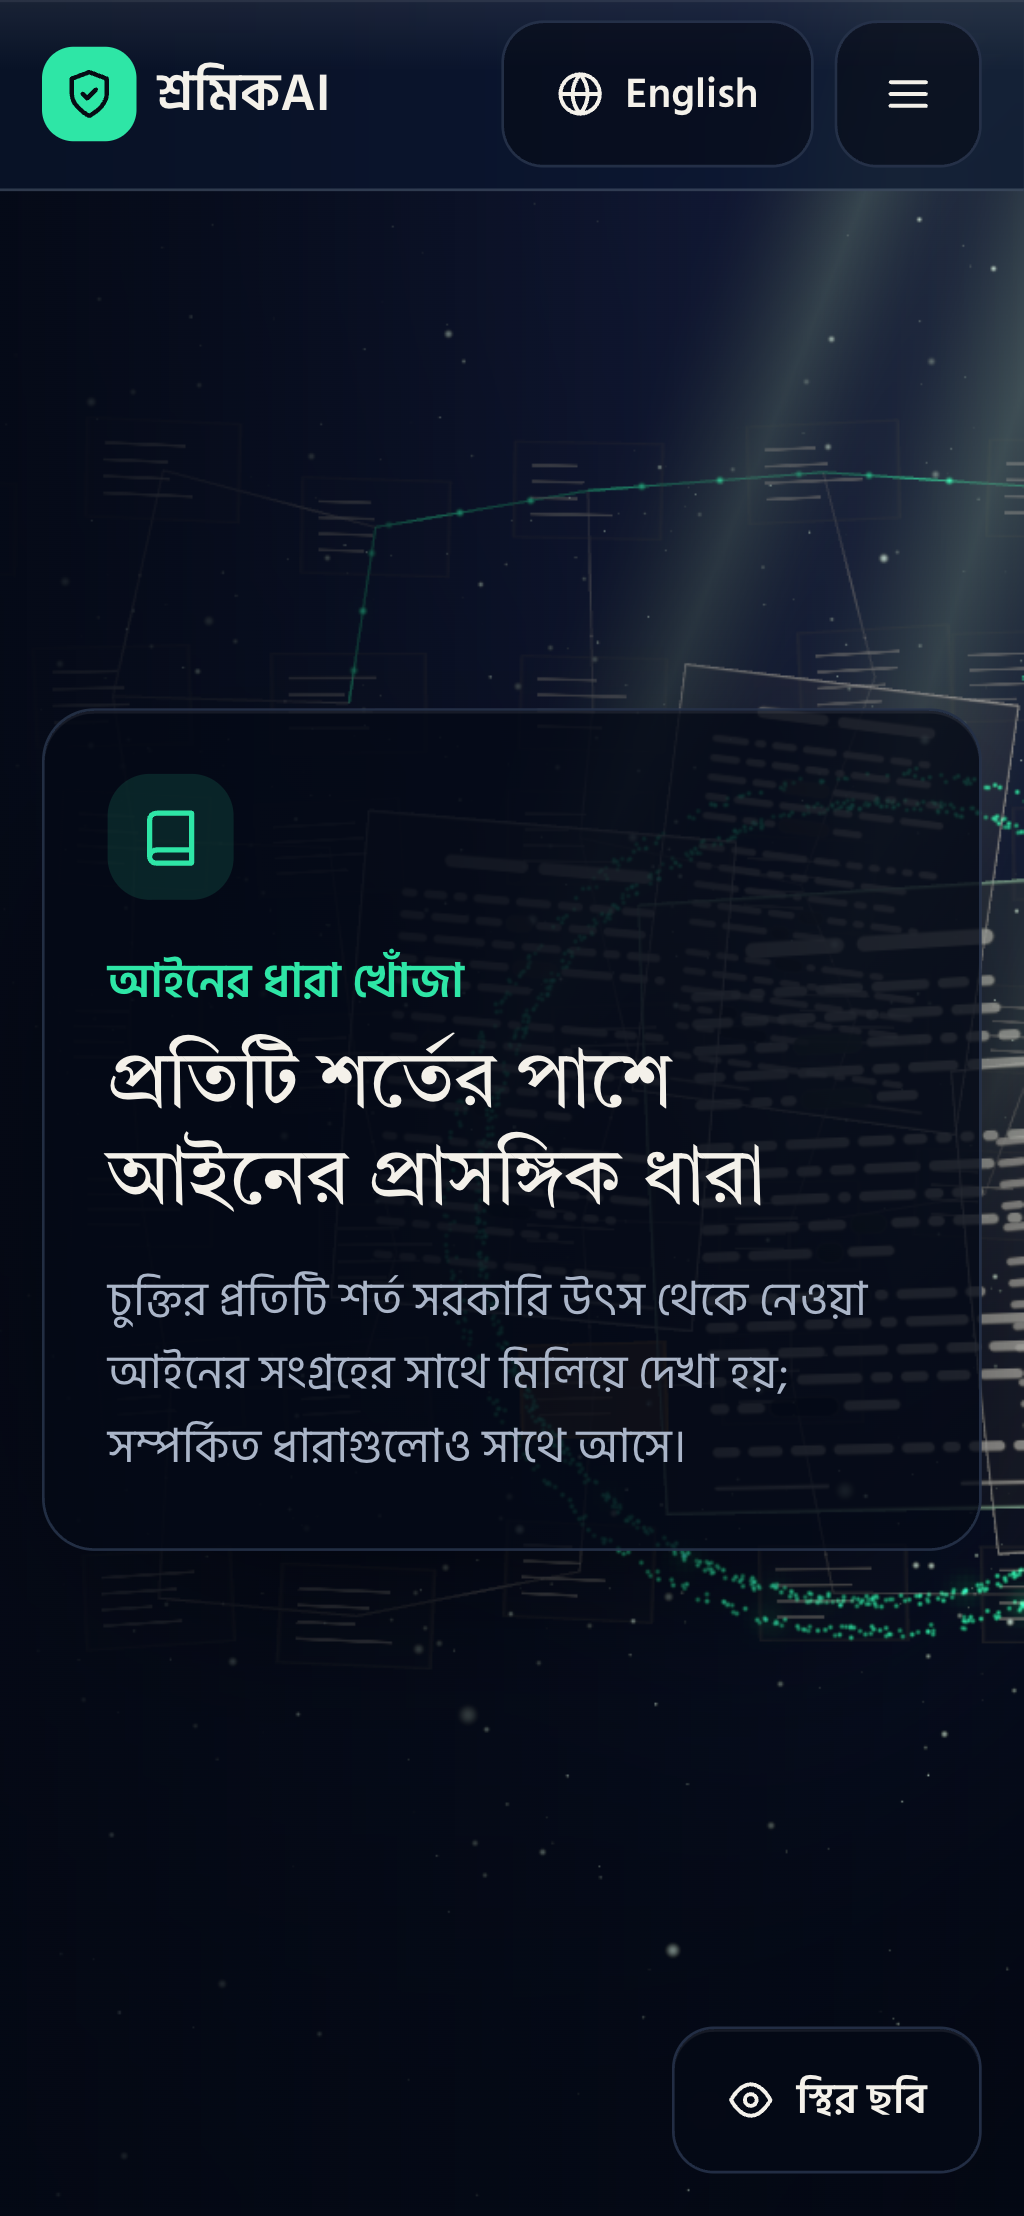 শ্রমিকAI
English
আইনের ধারা খোঁজা
প্রতিটি শর্তের পাশে
আইনের প্রাসঙ্গিক ধারা
চুক্তির প্রতিটি শর্ত সরকারি উৎস থেকে নেওয়া
আইনের সংগ্রহের সাথে মিলিয়ে দেখা হয়;
সম্পর্কিত ধারাগুলোও সাথে আসে।
স্থির ছবি